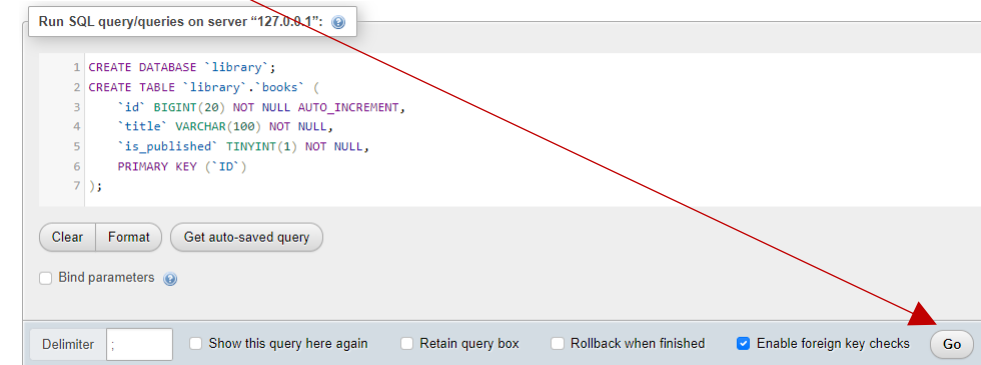 Run SQL query/queries on server “127.0.0.1”:
1 CREATE DATABASE `library`;
2 CREATE TABLE `library`.`books` (
3 `id` BIGINT(20) NOT NULL AUTO_INCREMENT,
4 `title` VARCHAR(100) NOT NULL,
5 `is_published` TINYINT(1) NOT NULL,
6 PRIMARY KEY (`ID`)
7 );
Clear Format Get auto-saved query
Bind parameters
Delimiter ; Show this query here again Retain query box Rollback when finished Enable foreign key checks Go